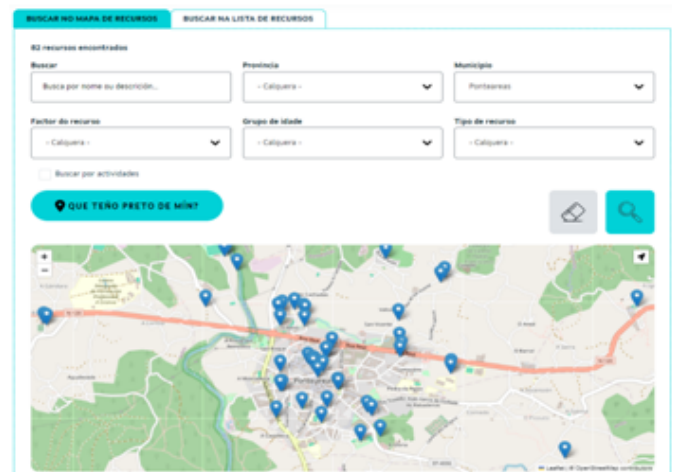 BUSCAR NO MAPA DE RECURSOS
BUSCAR NA LISTA DE RECURSOS
82 recursos encontrados
Buscar
Provincia
Municipio
Busca por nome ou descrición...
- Calquera -
Ponteareas
Factor do recurso
Grupo de idade
Tipo de recurso
- Calquera -
- Calquera -
- Calquera -
Buscar por actividades
QUE TEÑO PRETO DE MÍN?
+
−
Ponteareas
Leaflet | © OpenStreetMap contributors